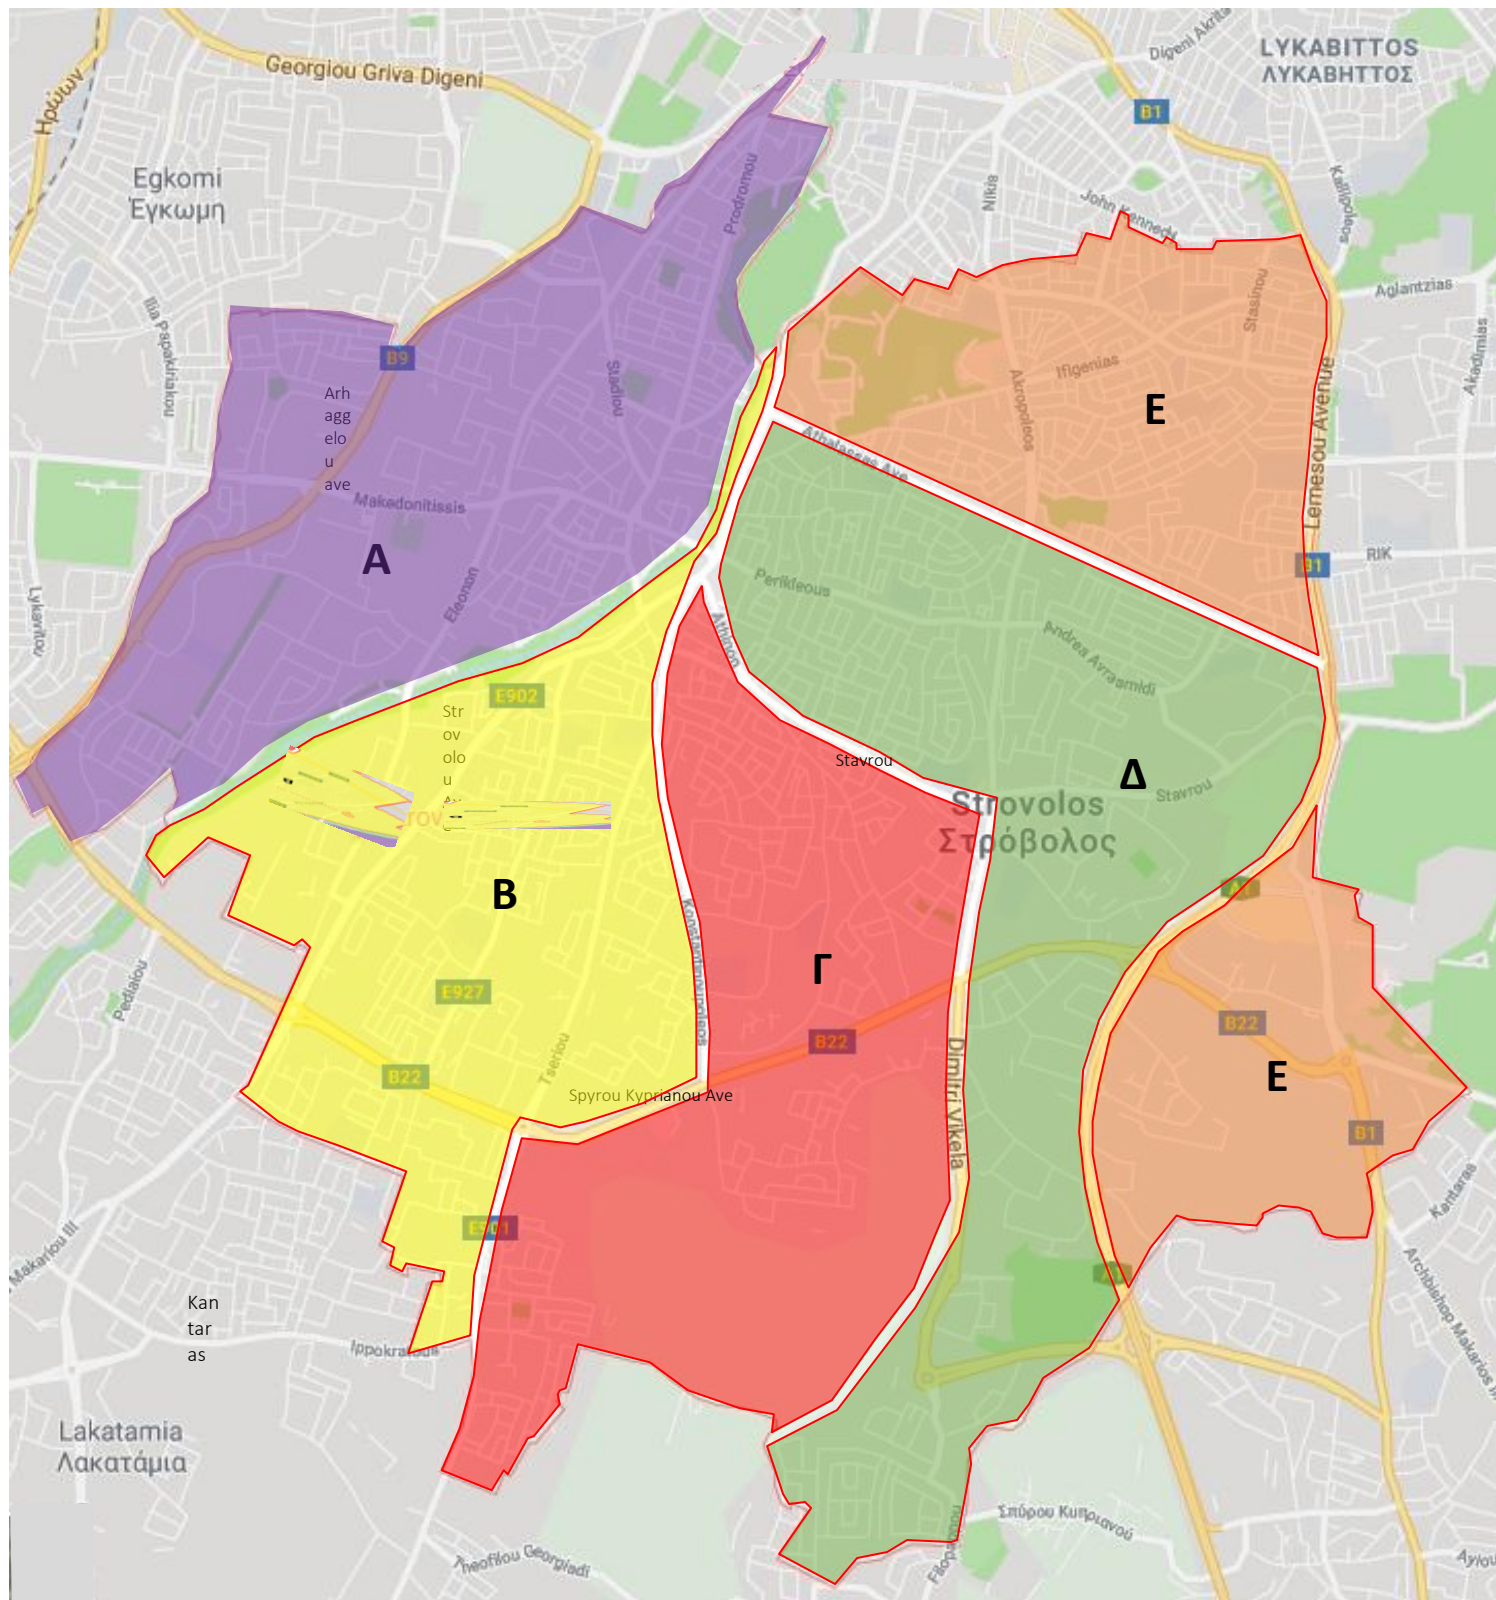 LYKABITTOS
ΛΥΚΑΒΗΤΤΟΣ
Digeni Akrita
Georgiou Griva Digeni
Ηρώων
B1
Egkomi
Έγκωμη
Prodromou
Nikis
John Kennedy
Kallipoleos
Aglantzias
Stasinou
Ilia Papakiriakou
B9
Stadiou
Ifigenias
Akropoleos
Akadimias
Lemesou Avenue
E
Arh
agg
elo
u
ave
Athalassas Ave
Makedonitissis
A
B1
RIK
Perikleous
Eleonon
Lykavitou
Athinon
Andrea Avraamidi
E902
Str
ov
olo
u
Stavrou
Δ
Stavrou
Strovolos
Στρόβολος
B
A1
Konstantinoupoleos
Γ
E927
Pediaiou
B22
B22
Tseriou
B22
Dimitri Vikela
Spyrou Kyprianou Ave
E
B1
Kantaras
E901
Makariou III
A1
Archbishop Makarios III
Kan
tar
as
Ippokratous
Lakatamia
Λακατάμια
Σπύρου Κυπριανού
Filopappou
Theofilou Georgiadi
Ayiou